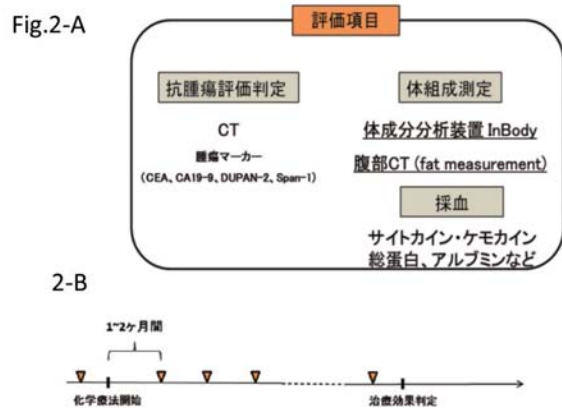 Fig.2-A
評価項目
抗腫瘍評価判定
CT
腫瘍マーカー
（CEA、CA19-9、DUPAN-2、Span-1）
体組成測定
体成分分析装置 InBody
腹部CT (fat measurement)
採血
サイトカイン・ケモカイン
総蛋白、アルブミンなど
2-B
1~2ヶ月間
化学療法開始
治療効果判定